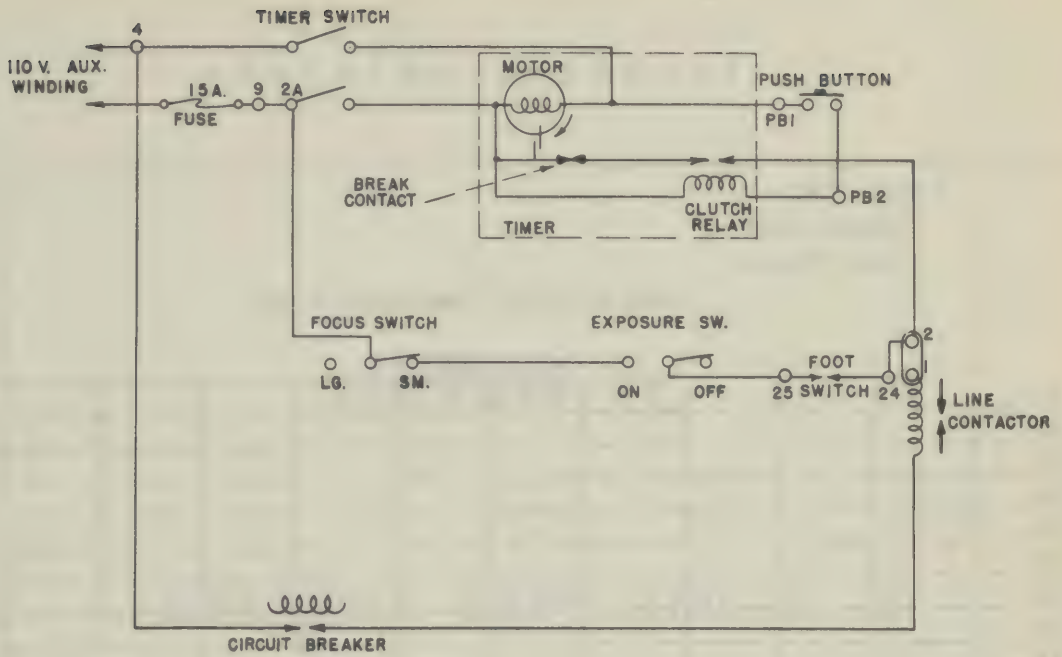 4
TIMER SWITCH
110 V. AUX.
WINDING
MOTOR
PUSH BUTTON
15A.
9
2A
FUSE
PB1
BREAK
CONTACT
CLUTCH
RELAY
PB2
TIMER
FOCUS SWITCH
EXPOSURE SW.
2
LG.
SM.
ON
OFF
25
FOOT
SWITCH
24
1
LINE
CONTACTOR
CIRCUIT BREAKER